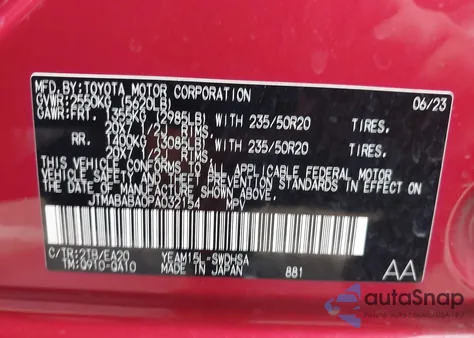 MFD.BY:TOYOTA MOTOR CORPORATION 06/23
GVWR:2550KG (5620LB)
GAWR:FRT. 1355KG (2985LB) WITH 235/50R20 TIRES.
20X7 1/2J RIMS,
RR. 1400KG (3085LB) WITH 235/50R20 TIRES.
20X7 1/2J RIMS,
THIS VEHICLE CONFORMS TO ALL APPLICABLE FEDERAL MOTOR
VEHICLE SAFETY AND THEFT PREVENTION STANDARDS IN
EFFECT ON THE DATE OF MANUFACTURE SHOWN ABOVE.
JTMABABA0PA032154 MPV
C/TR:2TB/EA20 YEAM15L-SWDHSA
TM:Q910-QA10 MADE IN JAPAN 881 AA
autoSnap